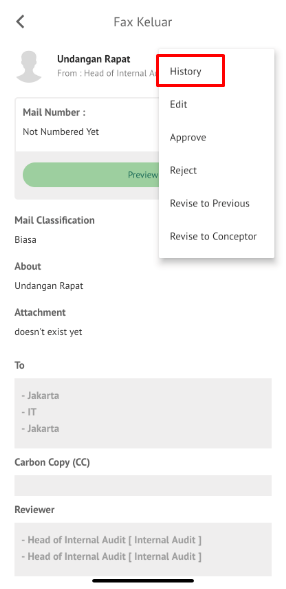 Fax Keluar
Undangan Rapat
From : Head of Internal
History
Edit
Approve
Reject
Revise to Previous
Revise to Conceptor
Mail Number :
Not Numbered Yet
Preview
Mail Classification
Biasa
About
Undangan Rapat
Attachment
doesn't exist yet
To
- Jakarta
- IT
- Jakarta
Carbon Copy (CC)
Reviewer
- Head of Internal Audit [ Internal Audit ]
- Head of Internal Audit [ Internal Audit ]